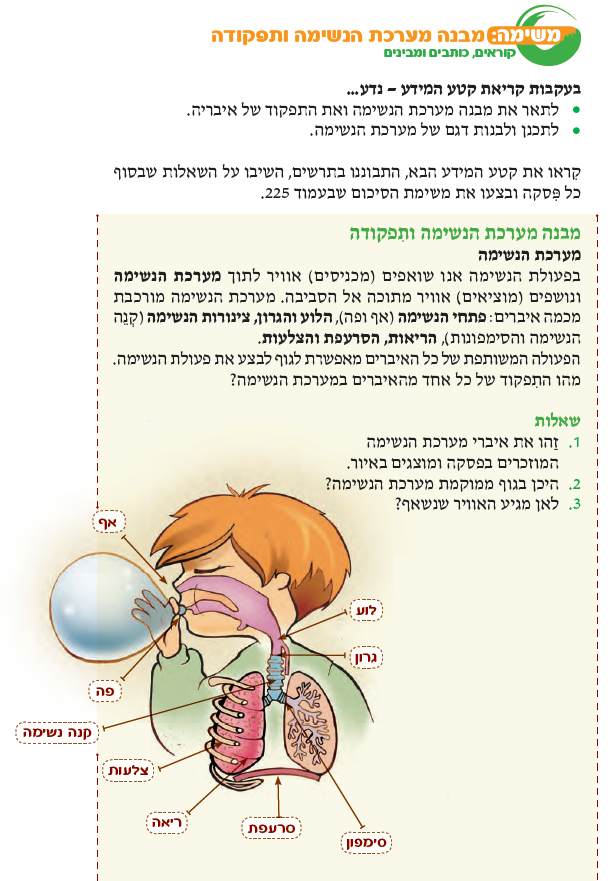 משימה: מבנה מערכת הנשימה ותפקודה
קוראים, כותבים ומבינים
בעקבות קריאת קטע המידע – נדע...
• לתאר את מבנה מערכת הנשימה ואת התפקוד של איבריה.
• לתכנן ולבנות דגם של מערכת הנשימה.
קִראו את קטע המידע הבא, התבוננו בתרשים, השיבו על השאלות שבסוף
כל פִּסקה ובצעו את משימת הסיכום שבעמוד 225.
מבנה מערכת הנשימה ותִפקודה
מערכת הנשימה
בפעולת הנשימה אנו שואפים (מכניסים) אוויר לתוך מערכת הנשימה
ונושפים (מוציאים) אוויר מתוכה אל הסביבה. מערכת הנשימה מורכבת
מכמה איברים: פתחי הנשימה (אף ופה), הלוע והגרון, צינורות הנשימה (קְנֵה
הנשימה והסימפונות), הריאות, הסרעפת והצלעות.
הפעולה המשותפת של כל האיברים מאפשרת לגוף לבצע את פעולת הנשימה.
מהו התִפקוד של כל אחד מהאיברים במערכת הנשימה?
שאלות
1. זַהו את איברי מערכת הנשימה
המוזכרים בפסקה ומוצגים באיור.
2. היכן בגוף ממוקמת מערכת הנשימה?
3. לאן מגיע האוויר שנשאף?
אף
לוע
גרון
פה
קנה נשימה
צלעות
ריאה
סרעפת
סימפון